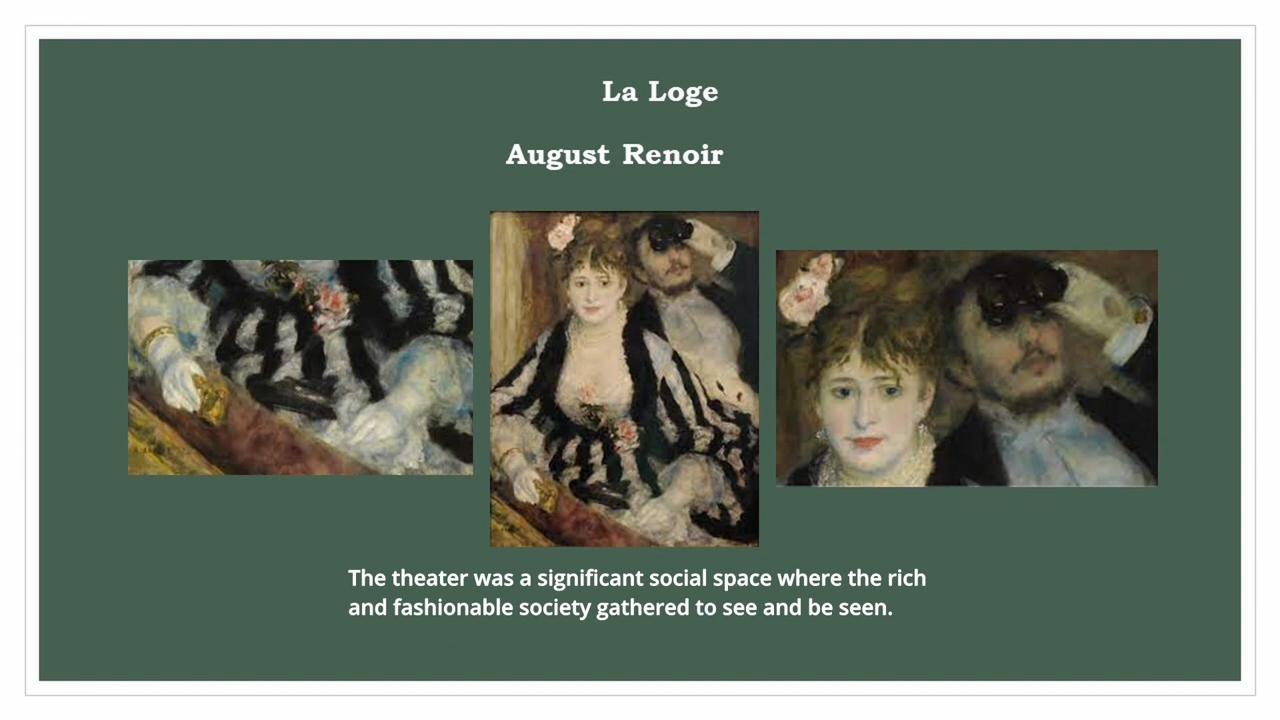 La Loge
August Renoir
The theater was a significant social space where the rich
and fashionable society gathered to see and be seen.